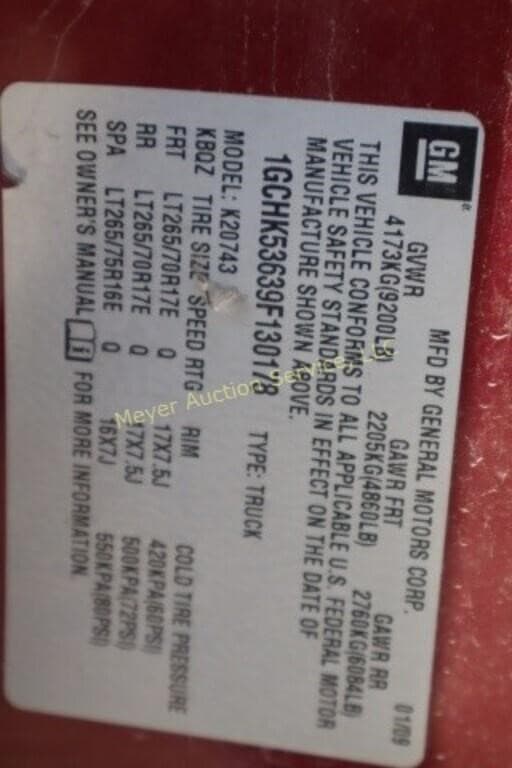 GM
MFD BY GENERAL MOTORS CORP. 01/09
GVWR GAWR FRT GAWR RR
4173KG(9200LB) 2205KG(4860LB) 2760KG(6084LB)
THIS VEHICLE CONFORMS TO ALL APPLICABLE U.S. FEDERAL MOTOR
VEHICLE SAFETY STANDARDS IN EFFECT ON THE DATE OF
MANUFACTURE SHOWN ABOVE.
1GCHK53639F130178 TYPE: TRUCK
MODEL: K20743
KBQZ TIRE SIZE SPEED RTG RIM COLD TIRE PRESSURE
FRT LT265/70R17E Q 17X7.5J 420KPA(60PSI)
RR LT265/70R17E Q 17X7.5J 500KPA(72PSI)
SPA LT265/75R16E Q 16X7J 550KPA(80PSI)
SEE OWNER'S MANUAL FOR MORE INFORMATION.
Meyer Auction Service, LLC